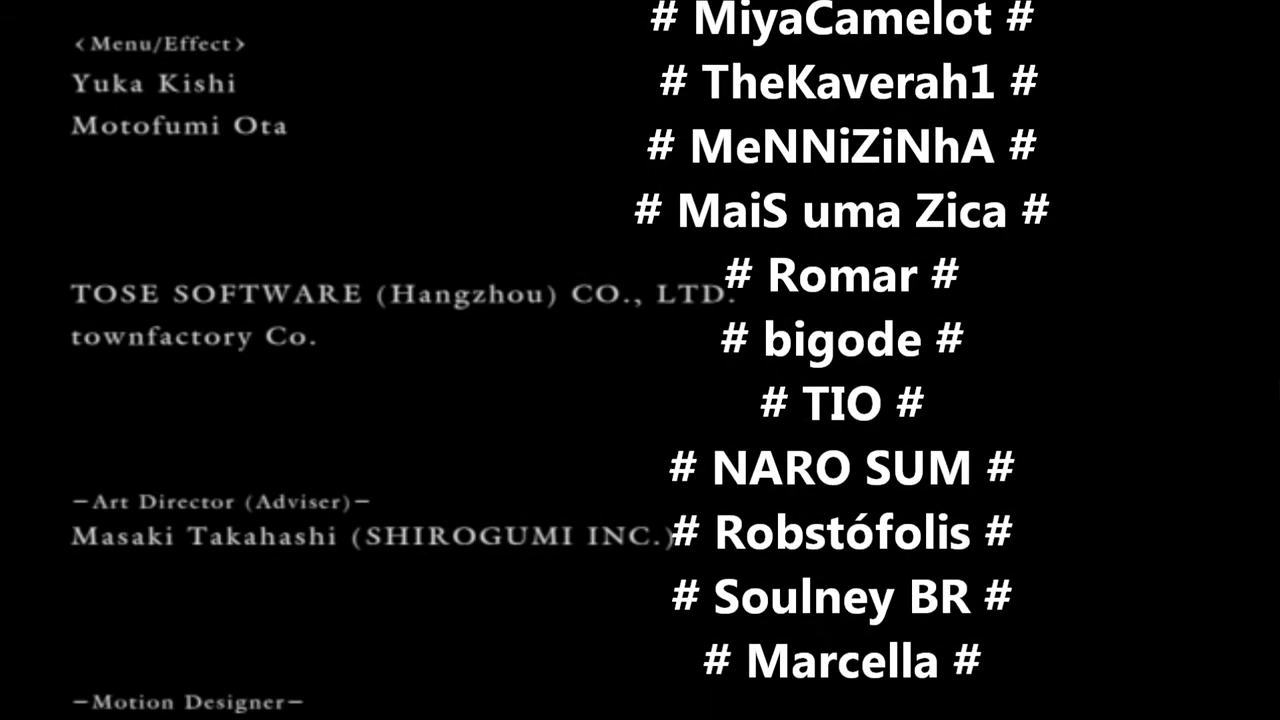 <Menu/Effect>
Yuka Kishi
Motofumi Ota
TOSE SOFTWARE (Hangzhou) CO., LTD.
townfactory Co.
—Art Director (Adviser)—
Masaki Takahashi (SHIROGUMI INC.)
—Motion Designer—
# MiyaCamelot #
# TheKaverah1 #
# MeNNiZiNhA #
# MaiS uma Zica #
# Romar #
# bigode #
# TIO #
# NARO SUM #
# Robstófolis #
# Soulney BR #
# Marcella #